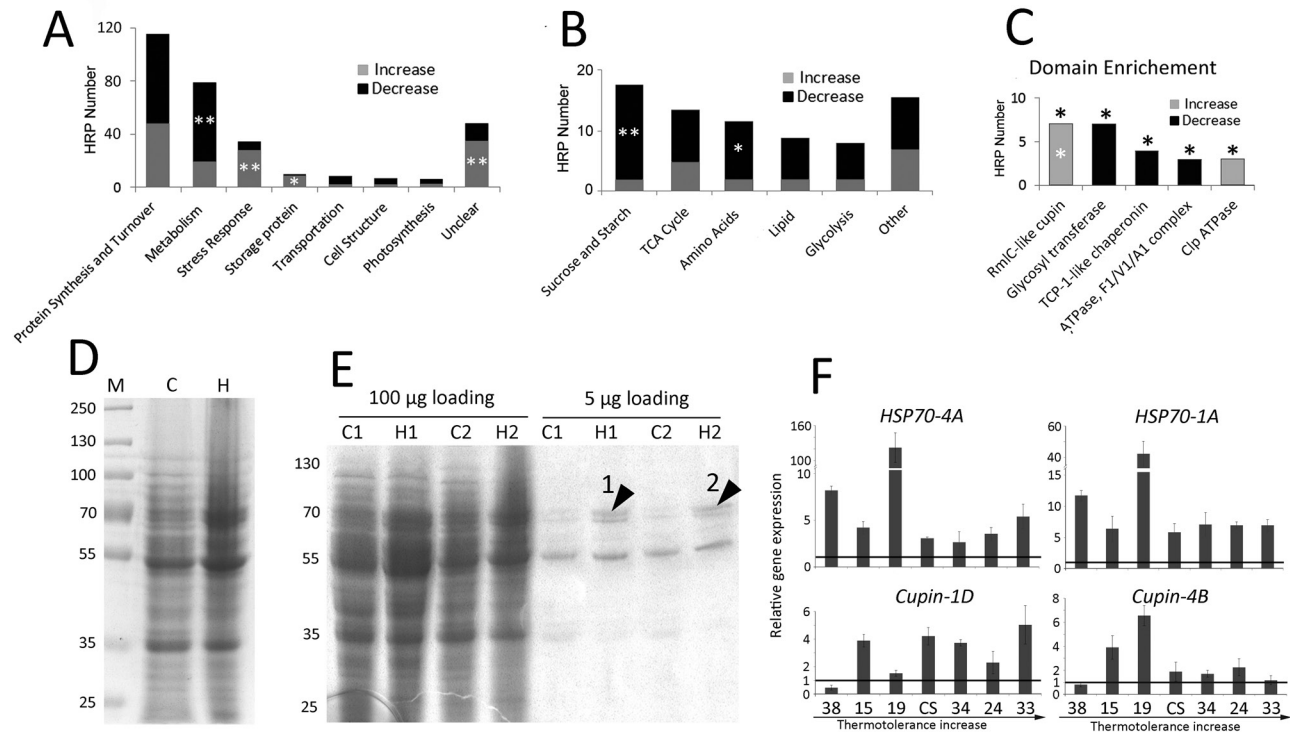 A
HRP Number
120
80
40
0
Increase
Decrease
**
**
*
**
Protein Synthesis and Turnover
Metabolism
Stress Response
Storage protein
Transportation
Cell Structure
Photosynthesis
Unclear
B
HRP Number
20
10
0
Increase
Decrease
**
*
Sucrose and Starch
TCA Cycle
Amino Acids
Lipid
Glycolysis
Other
C
Domain Enrichement
HRP Number
10
5
0
Increase
Decrease
* * * * *
*
RmlC-like cupin
Glycosyl transferase
TCP-1-like chaperonin
ATPase, F1/V1/A1 complex
Clp ATPase
D
M C H
250
130
100
70
55
35
25
E
100 µg loading 5 µg loading
C1 H1 C2 H2 C1 H1 C2 H2
130
70
55
35
25
1
2
F
Relative gene expression
HSP70-4A
160
100
10
5
0
HSP70-1A
60
40
15
10
5
0
Cupin-1D
6
4
2
1
0
38 15 19 CS 34 24 33
Thermotolerance increase
Cupin-4B
8
6
4
2
1
0
38 15 19 CS 34 24 33
Thermotolerance increase